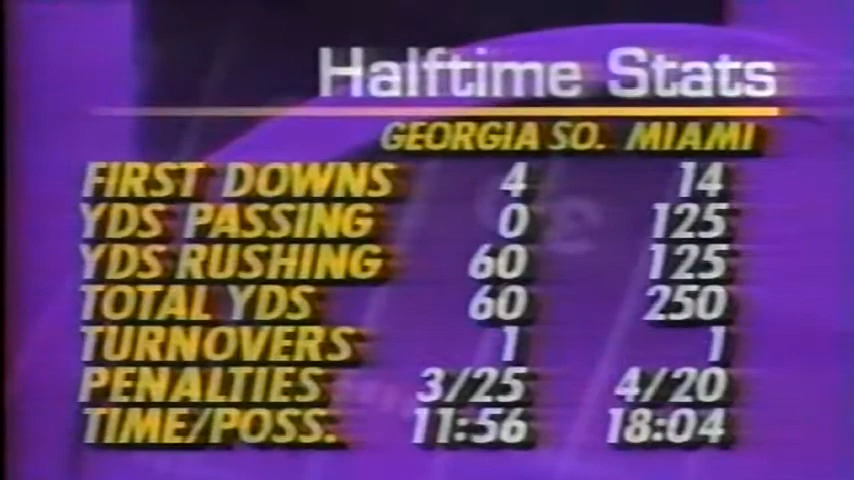 Halftime Stats
GEORGIA SO. MIAMI
FIRST DOWNS 4 14
YDS PASSING 0 125
YDS RUSHING 60 125
TOTAL YDS 60 250
TURNOVERS 1 1
PENALTIES 3/25 4/20
TIME/POSS. 11:56 18:04